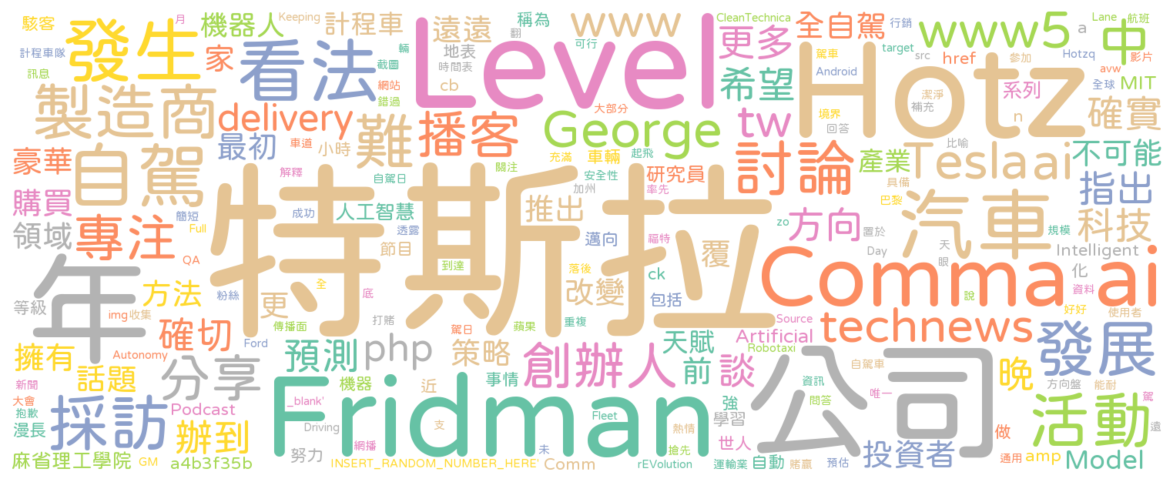 駭客
發生
機器人
計程車
遠遠
稱為
www
CleanTechnica
更多
全自駕
www5
a
中
月
Keeping
翻
可行
行銷
Lane
航班
計程車隊
家
看法
地表
輛
Level
target
駕車
src
參加
Hotzq
影片
訊息
截圖
時間表
cb
網站
錯過
希望
Android
Hotz
href
系列
avw
全球
MIT
製造商
delivery
難
播客
大部分
George
tw
境界
回答
潔淨
補充
n
確實
最初
小時
車道
充滿
車輛
起飛
比喻
豪華
解釋
自駕日
關注
安全性
研究員
討論
產業
Teslaai
不可能
自駕
購買
簡短
成功
人工智慧
特斯拉
加州
率先
具備
巴黎
指出
領域
專注
Full
透露
節目
推出
邁向
福特
zo
方向
置於
汽車
規模
科技
年
QA
到達
落後
覆
Day
天
眼
Intelligent
化
等級
方法
粉絲
更
全
底
改變
ck
包括
Comma
ai
說
資料
img
收集
確切
傳播面
打賭
蘋果
重複
Source
Artificial
technews
好好
使用者
擁有
Autonomy
Ford
預測
php
駕日
策略
創辦人
天賦
前
談
Robotaxi
公司
自駕車
晚
發展
新聞
話題
分享
機器
近
事情
強
資訊
方向盤
能耐
大會
抱歉
採訪
Podcast
_blank'
Fridman
Fleet
學習
問答
唯一
活動
駕
漫長
辦到
Driving
支
熱情
搶先
世人
做
遠
麻省理工學院
GM
a4b3f35b
努力
網播
INSERT_RANDOM_NUMBER_HERE'
未
Comm
rEVolution
運輸業
自動
賭贏
預估
投資者
通用
amp
Model